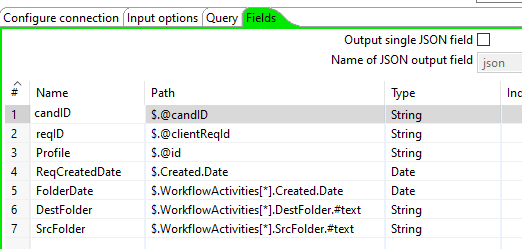 Configure connection Input options Query Fields
Output single JSON field
Name of JSON output field json
# Name Path Type
1 candID $.@candID String
2 reqID $.@clientReqId String
3 Profile $.@id String
4 ReqCreatedDate $.Created.Date Date
5 FolderDate $.WorkflowActivities[*].Created.Date Date
6 DestFolder $.WorkflowActivities[*].DestFolder.#text String
7 SrcFolder $.WorkflowActivities[*].SrcFolder.#text String